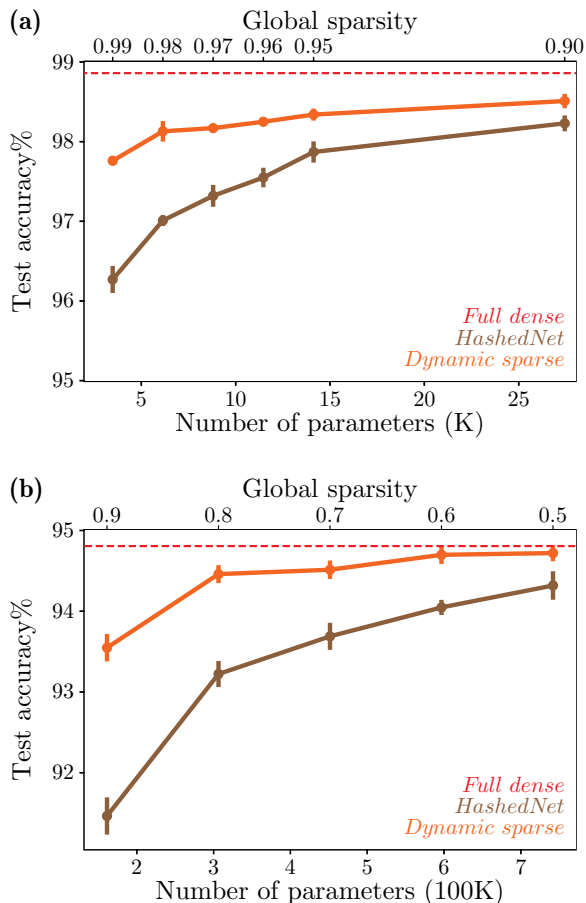 (a)
Global sparsity
0.99 0.98 0.97 0.96 0.95 0.90
99
98
97
96
95
Test accuracy%
Full dense
HashedNet
Dynamic sparse
5 10 15 20 25
Number of parameters (K)
(b)
Global sparsity
0.9 0.8 0.7 0.6 0.5
95
94
93
92
Test accuracy%
Full dense
HashedNet
Dynamic sparse
2 3 4 5 6 7
Number of parameters (100K)